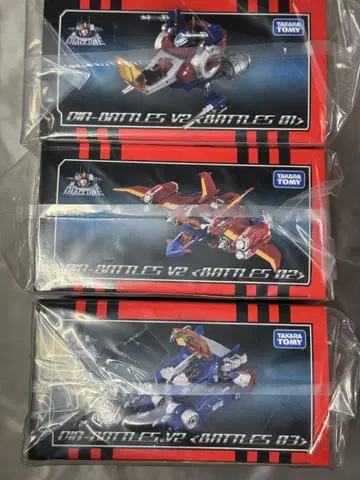 DIACLONE
TAKARA
TOMY
DIA-BATTLES V2 <BATTLES 01>
DIACLONE
TAKARA
TOMY
DIA-BATTLES V2 <BATTLES 02>
TAKARA
TOMY
DIA-BATTLES V2 <BATTLES 03>